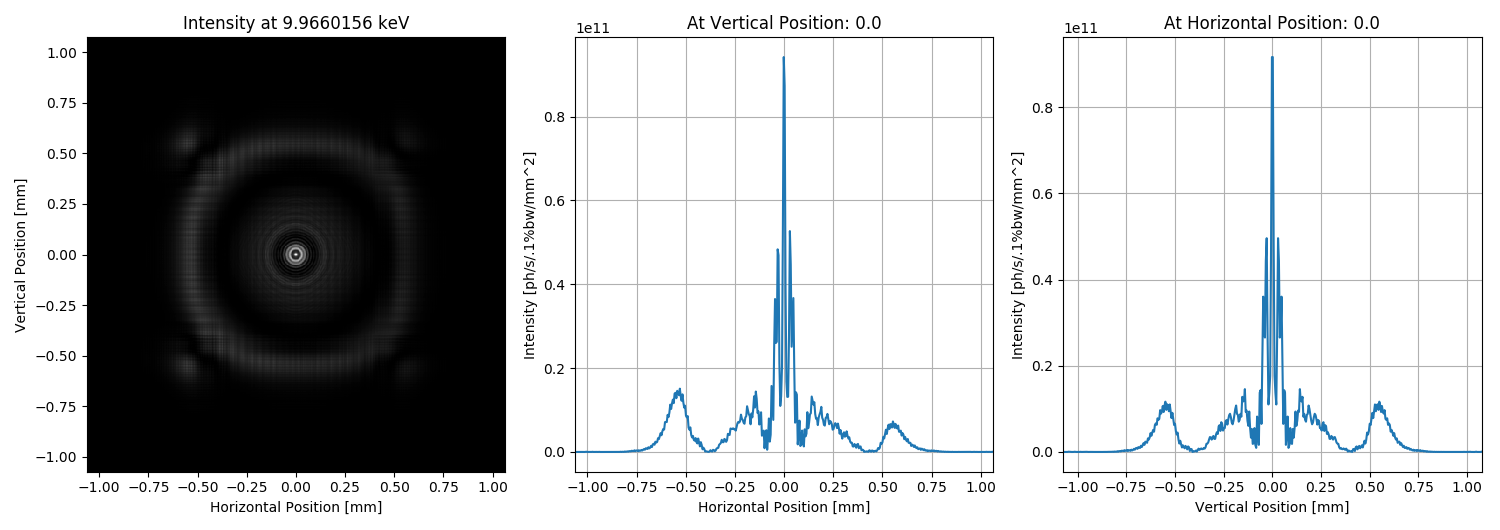 Intensity at 9.9660156 keV
Vertical Position [mm]
1.00
0.75
0.50
0.25
0.00
−0.25
−0.50
−0.75
−1.00
−1.00 −0.75 −0.50 −0.25 0.00 0.25 0.50 0.75 1.00
Horizontal Position [mm]
At Vertical Position: 0.0
1e11
Intensity [ph/s/.1%bw/mm^2]
0.8
0.6
0.4
0.2
0.0
−1.00 −0.75 −0.50 −0.25 0.00 0.25 0.50 0.75 1.00
Horizontal Position [mm]
At Horizontal Position: 0.0
1e11
Intensity [ph/s/.1%bw/mm^2]
0.8
0.6
0.4
0.2
0.0
−1.00 −0.75 −0.50 −0.25 0.00 0.25 0.50 0.75 1.00
Vertical Position [mm]